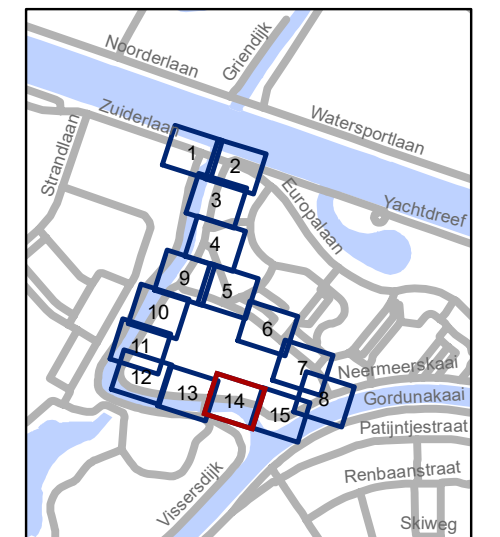 Noorderlaan
Griendijk
Zuiderlaan
Watersportlaan
Strandlaan
1
2
Europalaan
Yachtdreef
3
4
9
5
10
6
11
7
Neermeerskaai
12
13
14
15
8
Gordunakaai
Patijntjestraat
Vissersdijk
Renbaanstraat
Skiweg